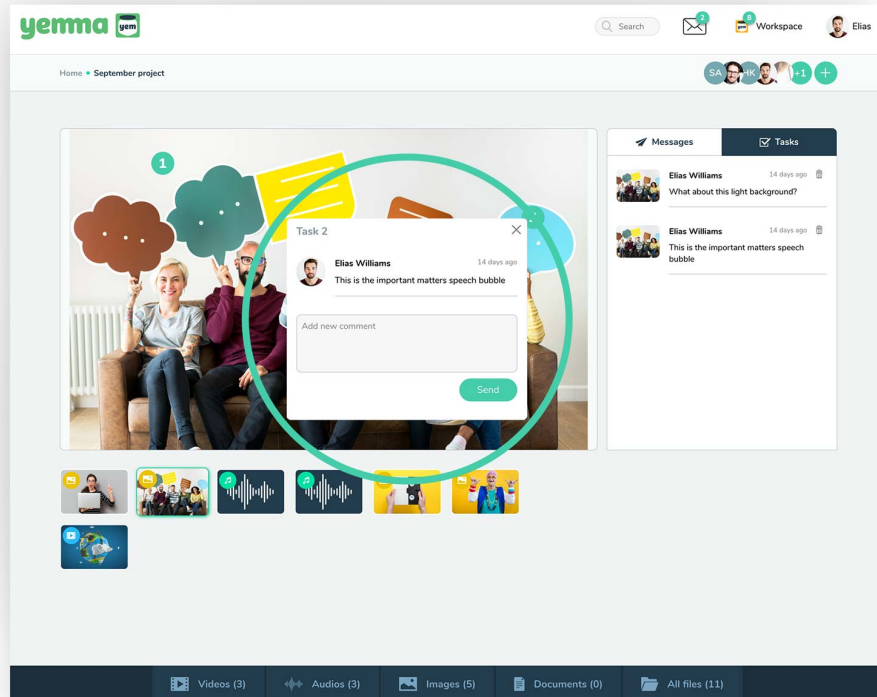 yemma yem
Search
2
8
yem
Workspace
Elias
Home • September project
SA
HK
+1
1
Messages
Tasks
Elias Williams 14 days ago
What about this light background?
Elias Williams 14 days ago
This is the important matters speech
bubble
Task 2
Elias Williams 14 days ago
This is the important matters speech bubble
Add new comment
Send
Videos (3)
Audios (3)
Images (5)
Documents (0)
All files (11)